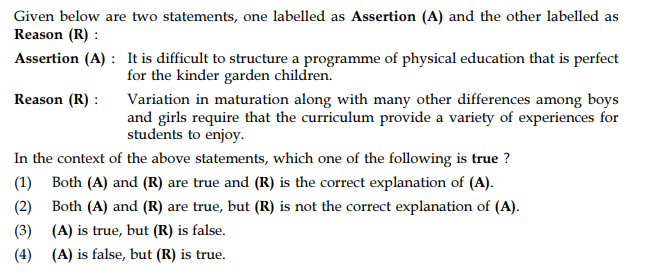 Given below are two statements, one labelled as Assertion (A) and the other labelled as
Reason (R) :
Assertion (A) : It is difficult to structure a programme of physical education that is perfect
for the kinder garden children.
Reason (R) : Variation in maturation along with many other differences among boys
and girls require that the curriculum provide a variety of experiences for
students to enjoy.
In the context of the above statements, which one of the following is true ?
(1) Both (A) and (R) are true and (R) is the correct explanation of (A).
(2) Both (A) and (R) are true, but (R) is not the correct explanation of (A).
(3) (A) is true, but (R) is false.
(4) (A) is false, but (R) is true.